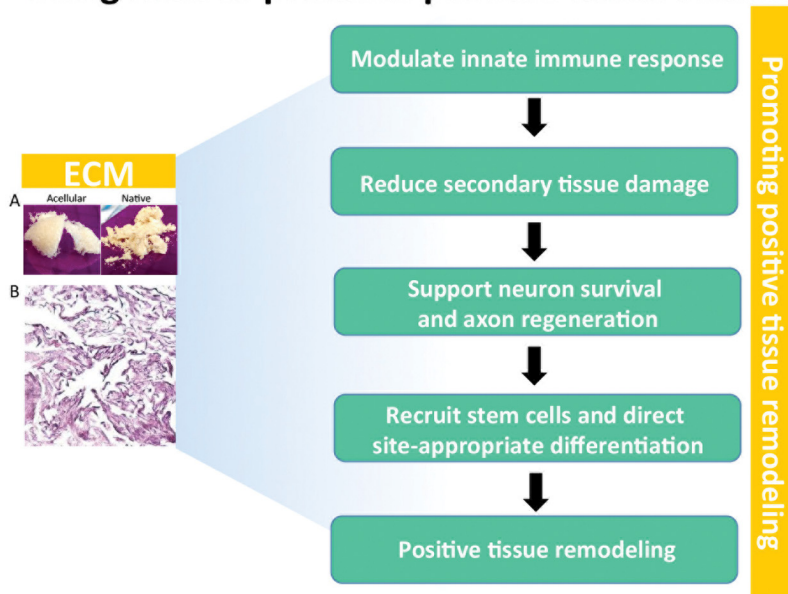 Modulate innate immune response
Reduce secondary tissue damage
Support neuron survival
and axon regeneration
Recruit stem cells and direct
site-appropriate differentiation
Positive tissue remodeling
ECM
A
Acellular
Native
B
Promoting positive tissue remodeling